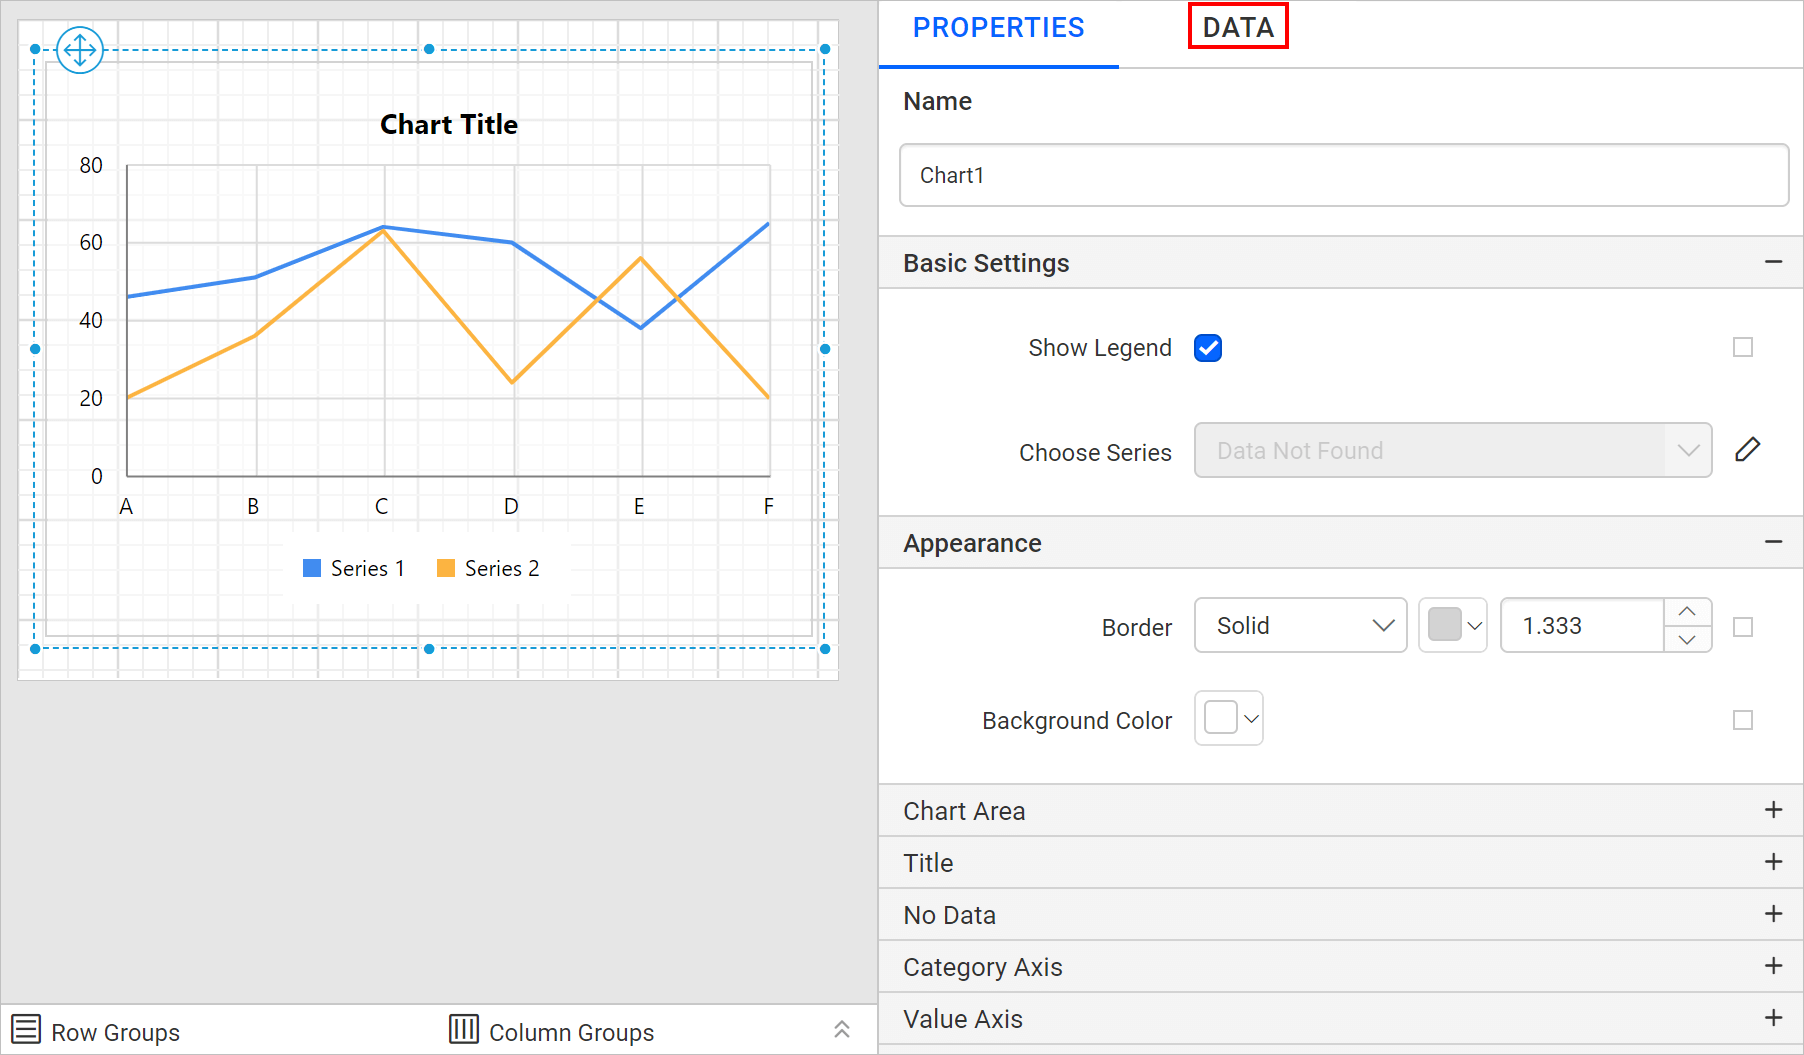 Chart Title
80
60
40
20
0
A B C D E F
Series 1 Series 2
Row Groups Column Groups
PROPERTIES DATA
Name
Chart1
Basic Settings
Show Legend
Choose Series Data Not Found
Appearance
Border Solid 1.333
Background Color
Chart Area
Title
No Data
Category Axis
Value Axis